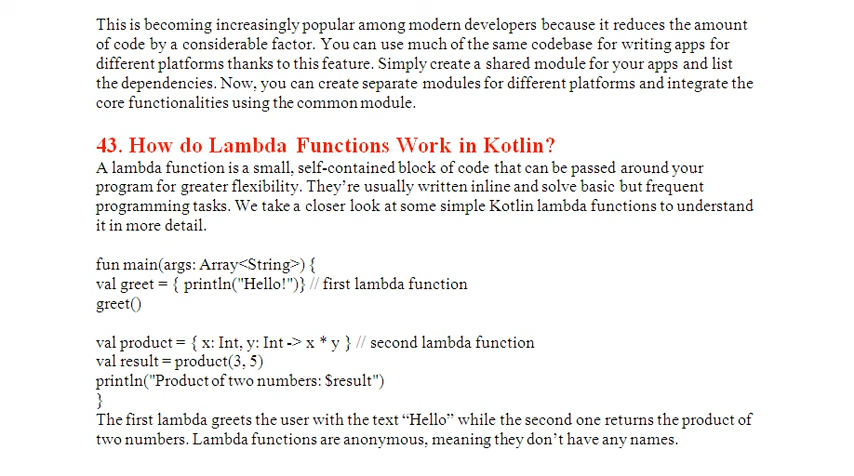 This is becoming increasingly popular among modern developers because it reduces the amount
of code by a considerable factor. You can use much of the same codebase for writing apps for
different platforms thanks to this feature. Simply create a shared module for your apps and list
the dependencies. Now, you can create separate modules for different platforms and integrate the
core functionalities using the common module.
43. How do Lambda Functions Work in Kotlin?
A lambda function is a small, self-contained block of code that can be passed around your
program for greater flexibility. They’re usually written inline and solve basic but frequent
programming tasks. We take a closer look at some simple Kotlin lambda functions to understand
it in more detail.
fun main(args: Array<String>) {
val greet = { println("Hello!")} // first lambda function
greet()
val product = { x: Int, y: Int -> x * y } // second lambda function
val result = product(3, 5)
println("Product of two numbers: $result")
}
The first lambda greets the user with the text “Hello” while the second one returns the product of
two numbers. Lambda functions are anonymous, meaning they don’t have any names.